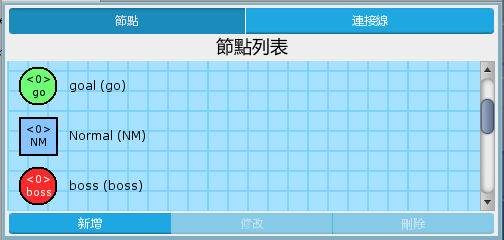 節點 連接線
節點列表
<0>
go
goal (go)
<0>
NM
Normal (NM)
<0>
boss
boss (boss)
新增 修改 刪除